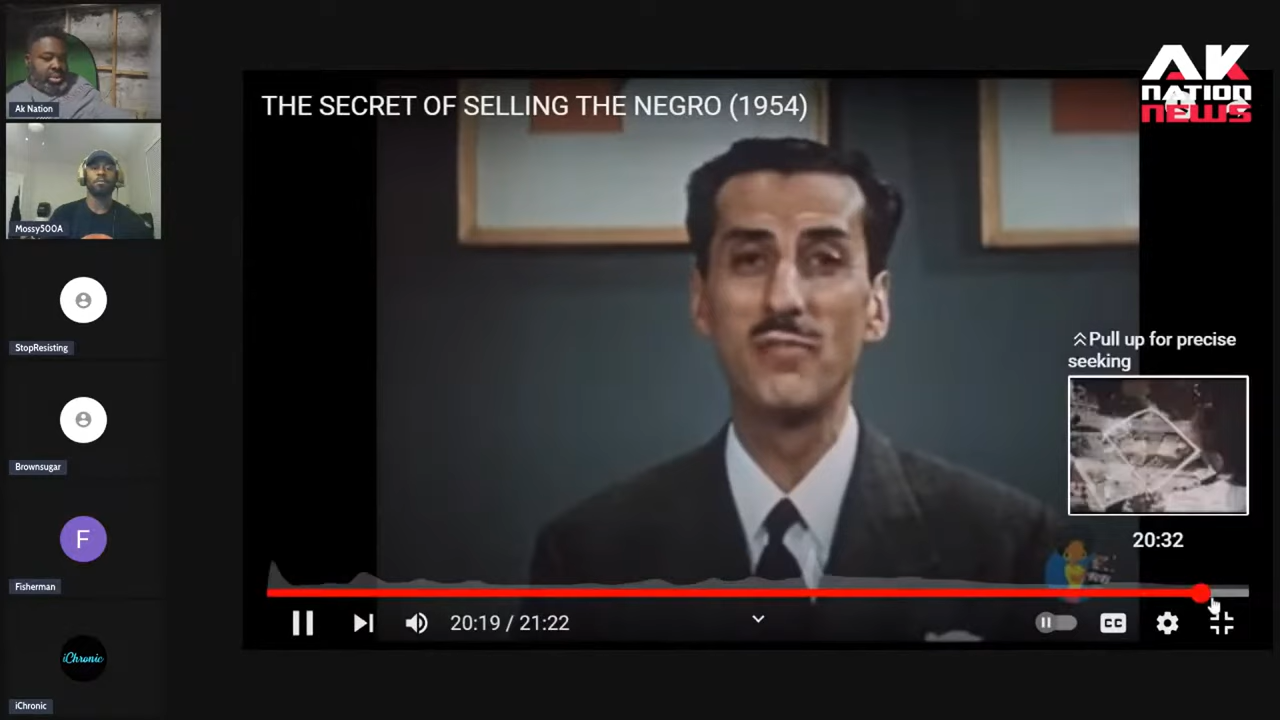 Ak Nation
Mossy500A
StopResisting
Brownsugar
F
Fisherman
iChronic
iChronic
THE SECRET OF SELLING THE NEGRO (1954)
AK
NATION
NEWS
Pull up for precise
seeking
20:32
20:19 / 21:22
CC